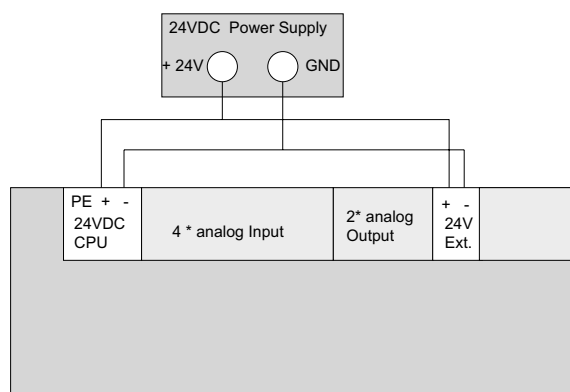 24VDC Power Supply
+ 24V
GND
PE + -
24VDC
CPU
4 * analog Input
2* analog
Output
+ -
24V
Ext.